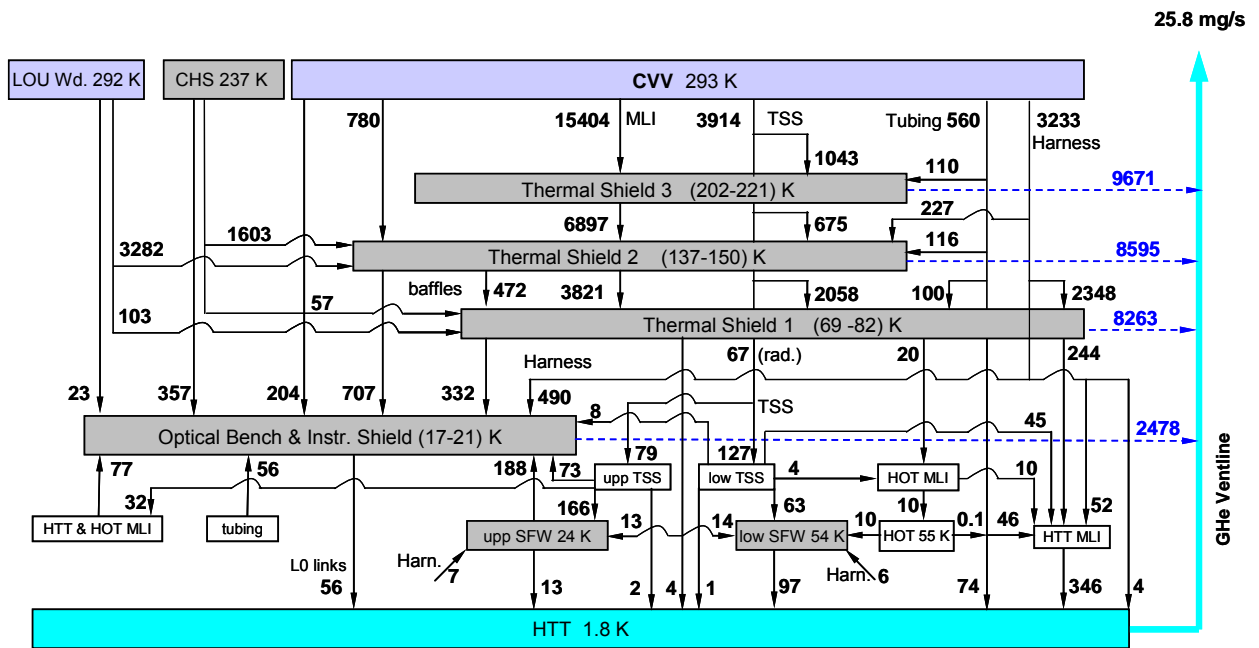 25.8 mg/s
LOU Wd. 292 K
CHS 237 K
CVV 293 K
780
15404
MLI
3914
TSS
Tubing 560
3233
Harness
1043
110
Thermal Shield 3 (202-221) K
9671
227
6897
675
1603
3282
116
Thermal Shield 2 (137-150) K
8595
baffles
472
3821
2058
100
2348
57
103
Thermal Shield 1 (69 -82) K
8263
67
(rad.)
20
244
Harness
23
357
204
707
332
490
TSS
8
45
Optical Bench & Instr. Shield (17-21) K
2478
77
56
188
73
79
127
4
10
upp TSS
low TSS
HOT MLI
32
166
63
10
52
HTT & HOT MLI
tubing
13
14
10
0.1
46
upp SFW 24 K
low SFW 54 K
HOT 55 K
HTT MLI
Harn.
7
Harn.
6
L0 links
56
13
2
4
1
97
74
346
4
HTT 1.8 K
GHe Ventline